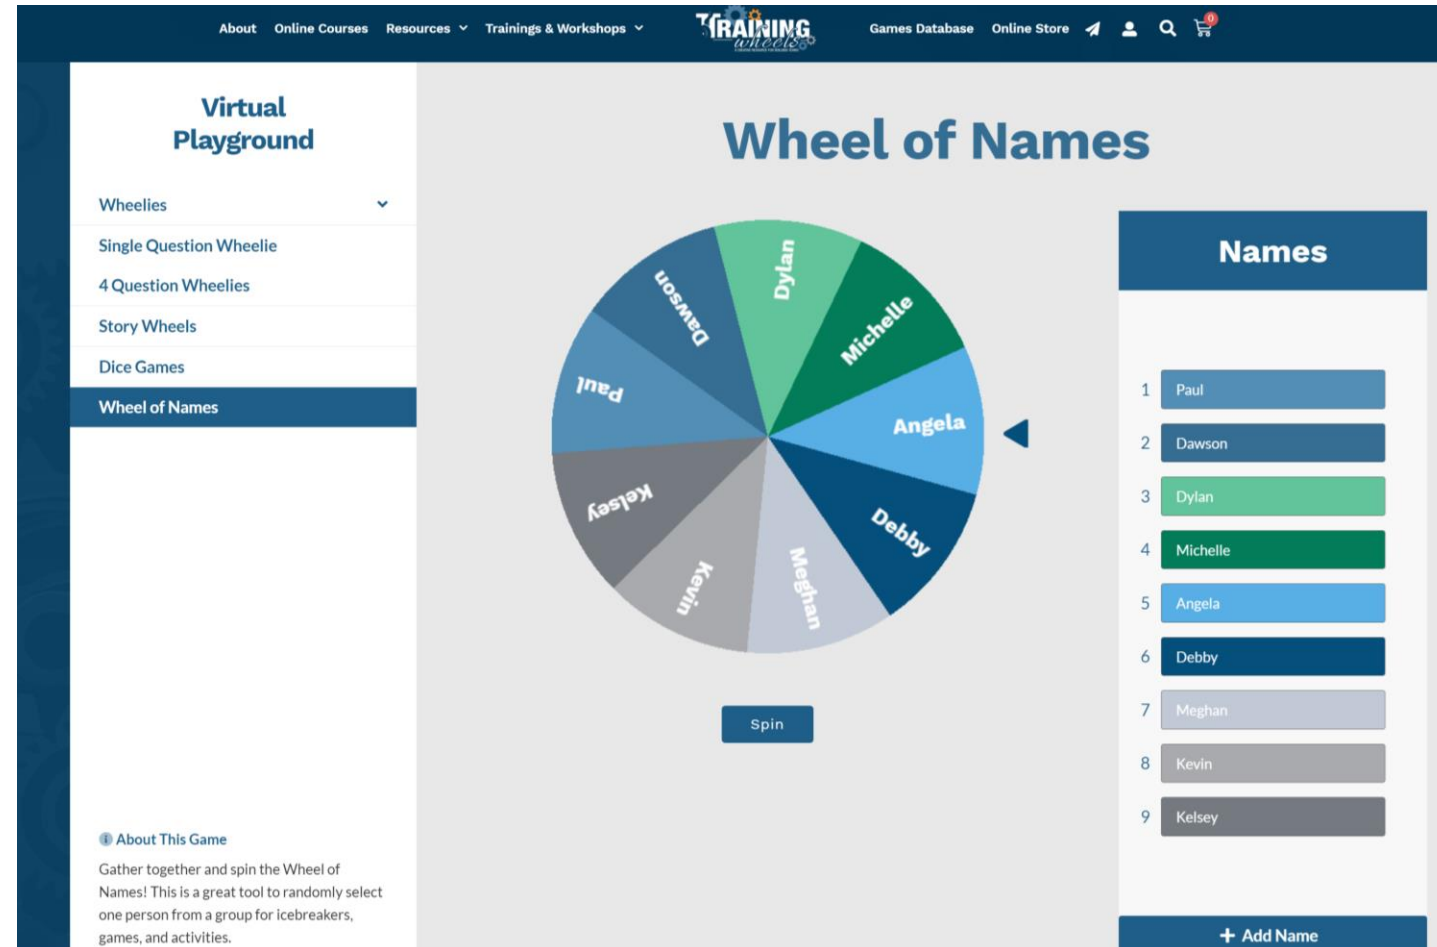 About Online Courses Resources Trainings & Workshops TRAINING wheels Games Database Online Store 0
Virtual
Playground
Wheelies
Single Question Wheelie
4 Question Wheelies
Story Wheels
Dice Games
Wheel of Names
About This Game
Gather together and spin the Wheel of
Names! This is a great tool to randomly select
one person from a group for icebreakers,
games, and activities.
Wheel of Names
Dylan
Michelle
Angela
Debby
Meghan
Kevin
Kelsey
Paul
Dawson
Spin
Names
1 Paul
2 Dawson
3 Dylan
4 Michelle
5 Angela
6 Debby
7 Meghan
8 Kevin
9 Kelsey
+ Add Name